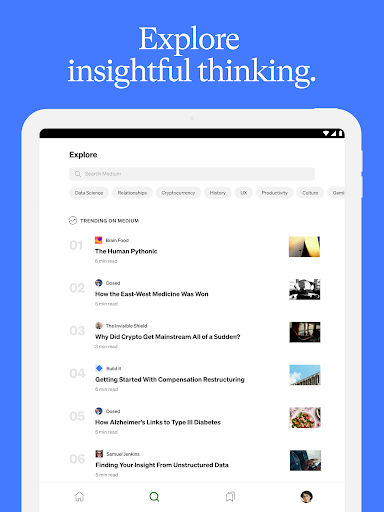 Explore
insightful thinking.
Explore
Search Medium
Data Science Relationships Cryptocurrency History UX Productivity Culture
TRENDING ON MEDIUM
01 Brain Food
The Human Pythonic
6 min read
02 Dosed
How the East-West Medicine Was Won
6 min read
03 The Invisible Shield
Why Did Crypto Get Mainstream All of a Sudden?
5 min read
04 Build It
Getting Started With Compensation Restructuring
6 min read
05 Dosed
How Alzheimer's Links to Type III Diabetes
5 min read
06 Samuel Jenkins
Finding Your Insight From Unstructured Data